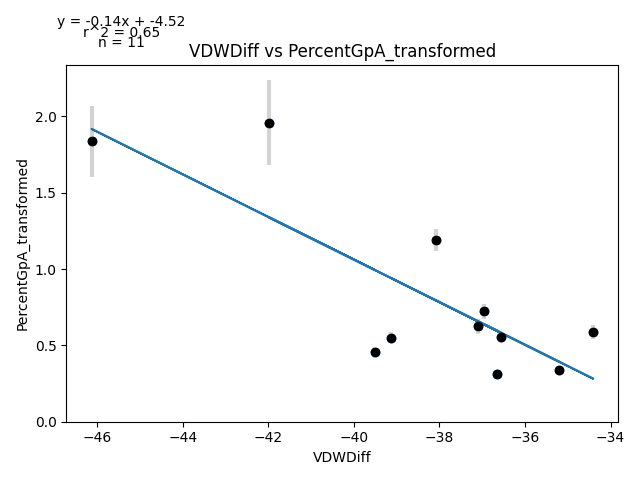 y = -0.14x + -4.52
r^2 = 0.65
n = 11
VDWDiff vs PercentGpA_transformed
PercentGpA_transformed
2.0
1.5
1.0
0.5
0.0
−46
−44
−42
−40
−38
−36
−34
VDWDiff